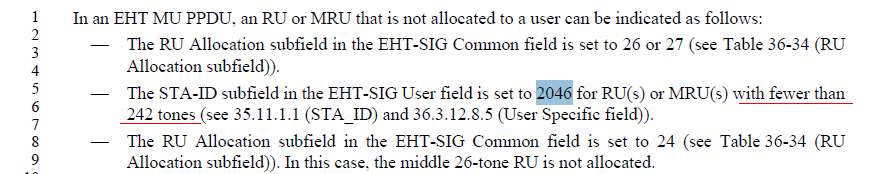 1 In an EHT MU PPDU, an RU or MRU that is not allocated to a user can be indicated as follows:
2
3 — The RU Allocation subfield in the EHT-SIG Common field is set to 26 or 27 (see Table 36-34 (RU
4 Allocation subfield)).
5 — The STA-ID subfield in the EHT-SIG User field is set to 2046 for RU(s) or MRU(s) with fewer than
6
7 242 tones (see 35.11.1.1 (STA_ID) and 36.3.12.8.5 (User Specific field)).
8 — The RU Allocation subfield in the EHT-SIG Common field is set to 24 (see Table 36-34 (RU
9 Allocation subfield)). In this case, the middle 26-tone RU is not allocated.